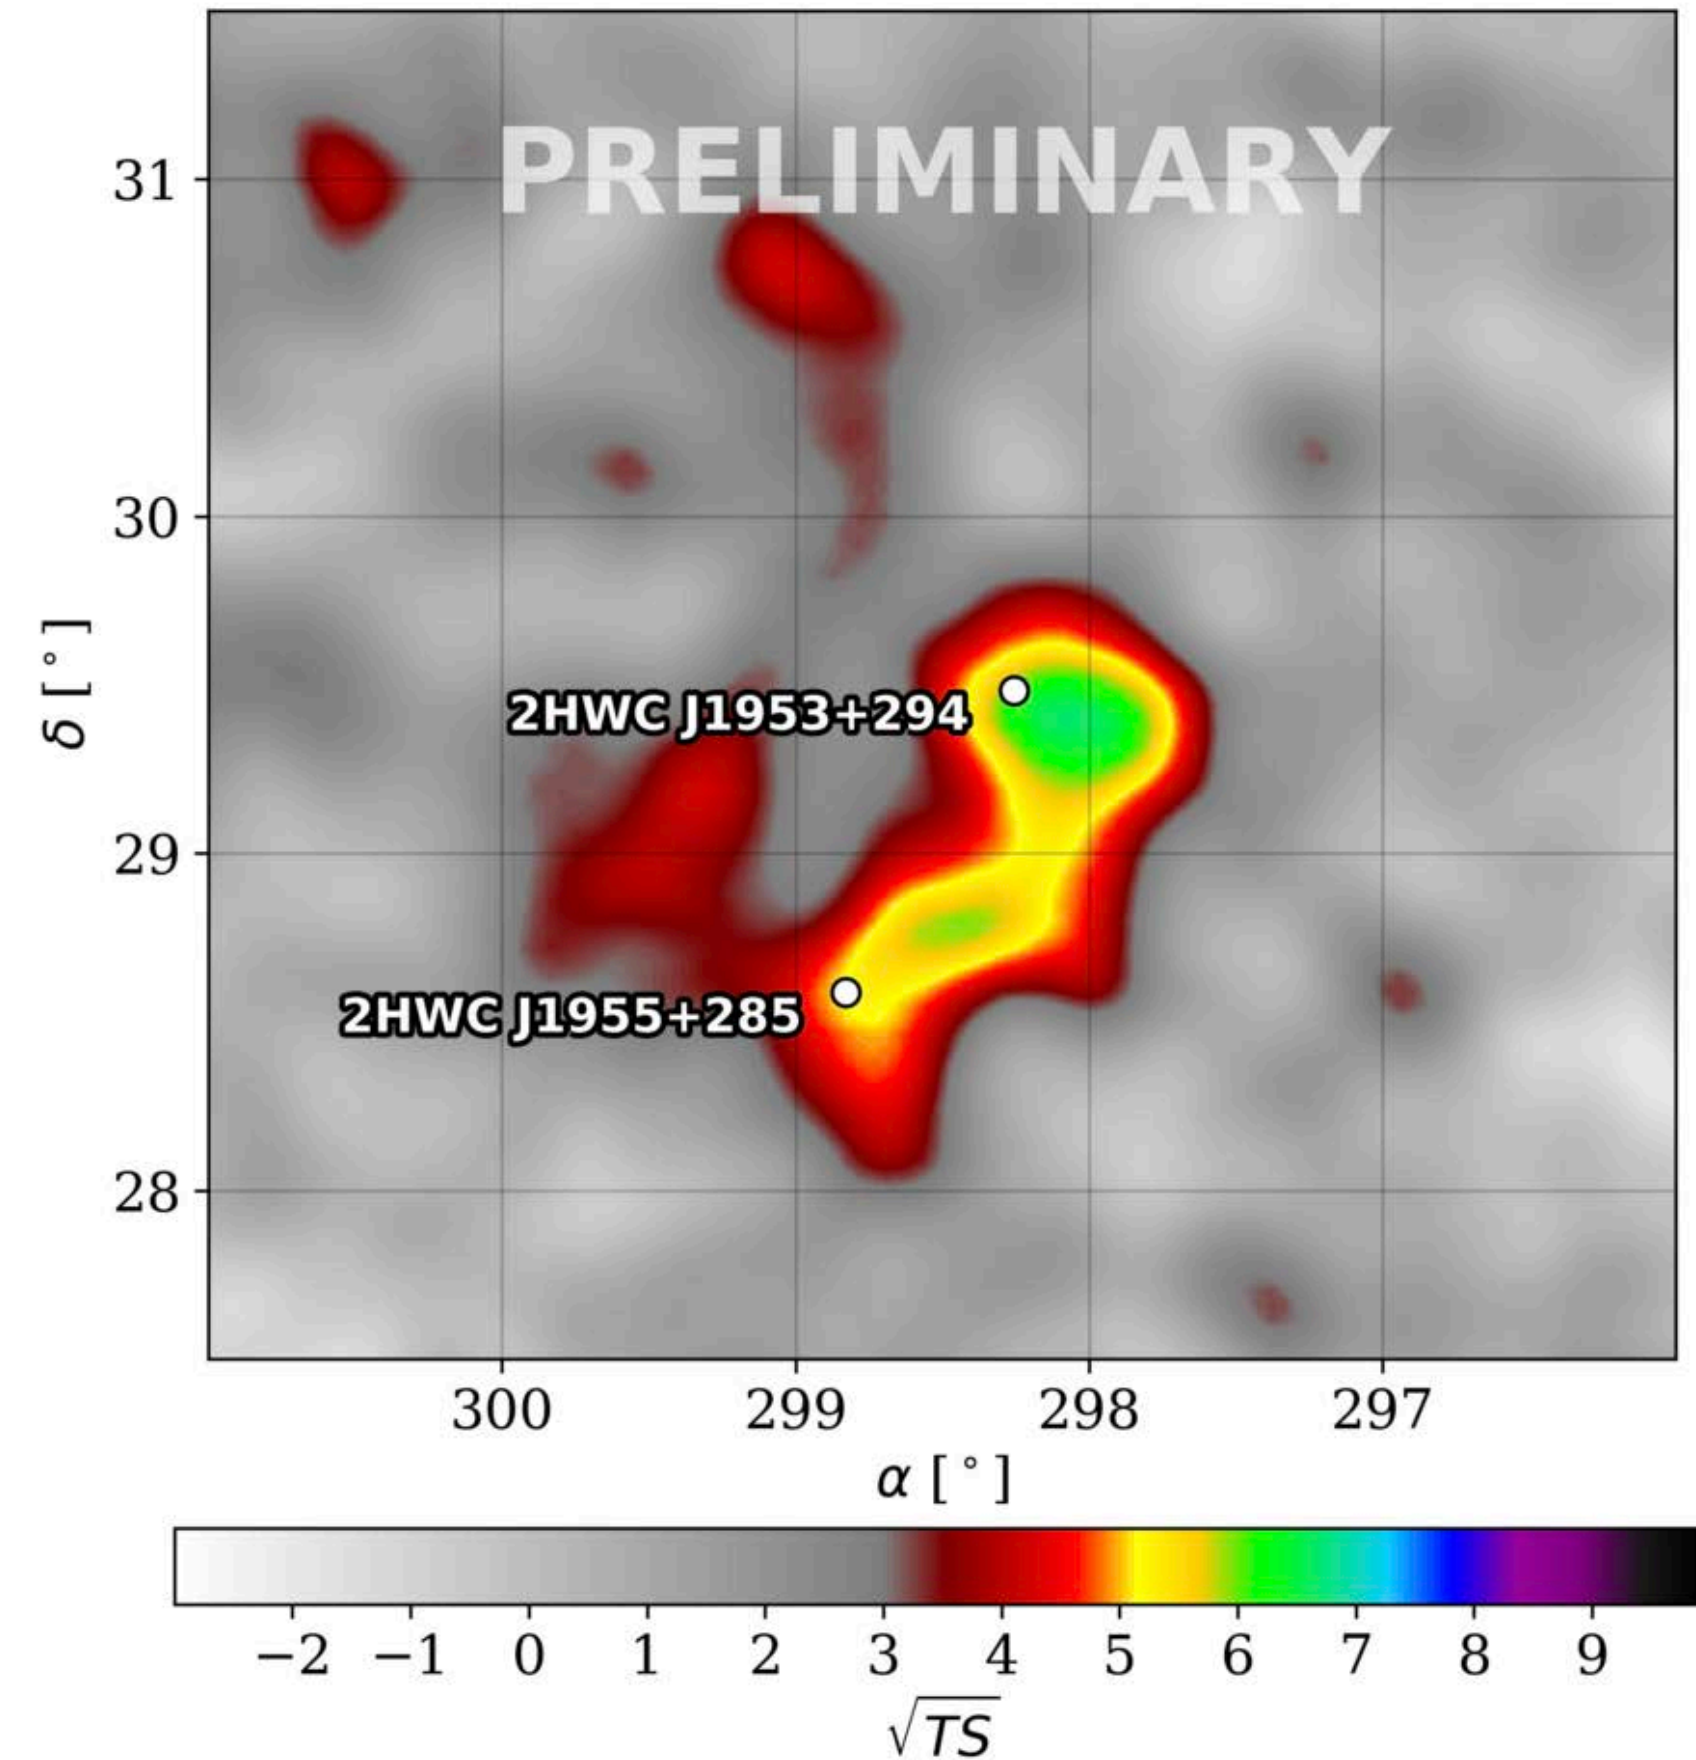 PRELIMINARY
31
30
29
28
δ [°]
2HWC J1953+294
2HWC J1955+285
300 299 298 297
α [°]
−2 −1 0 1 2 3 4 5 6 7 8 9
√TS